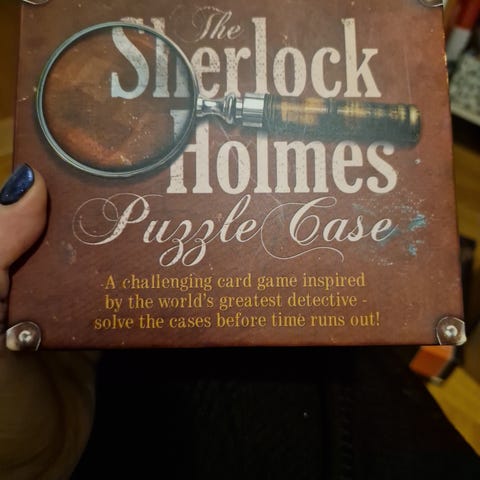 The
Sherlock
Holmes
Puzzle Case
-A challenging card game inspired
by the world's greatest detective -
solve the cases before time runs out!